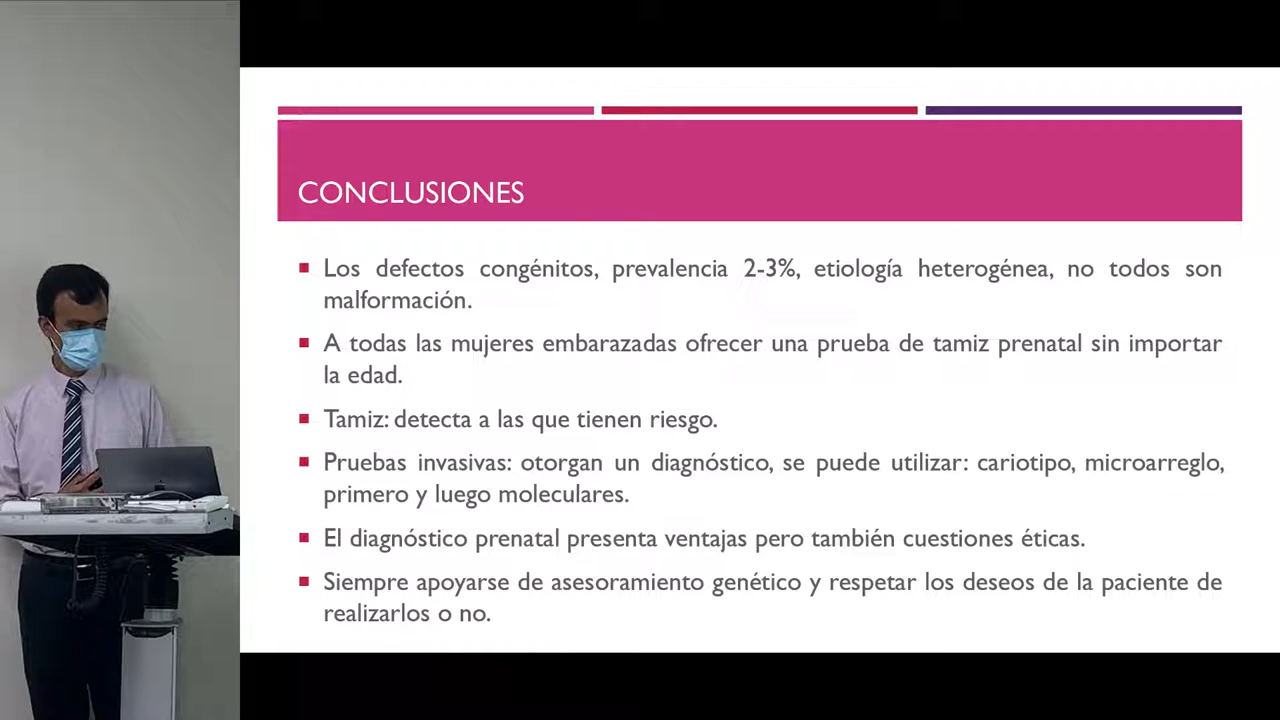 CONCLUSIONES
Los defectos congénitos, prevalencia 2-3%, etiología heterogénea, no todos son
malformación.
A todas las mujeres embarazadas ofrecer una prueba de tamiz prenatal sin importar
la edad.
Tamiz: detecta a las que tienen riesgo.
Pruebas invasivas: otorgan un diagnóstico, se puede utilizar: cariotipo, microarreglo,
primero y luego moleculares.
El diagnóstico prenatal presenta ventajas pero también cuestiones éticas.
Siempre apoyarse de asesoramiento genético y respetar los deseos de la paciente de
realizarlos o no.